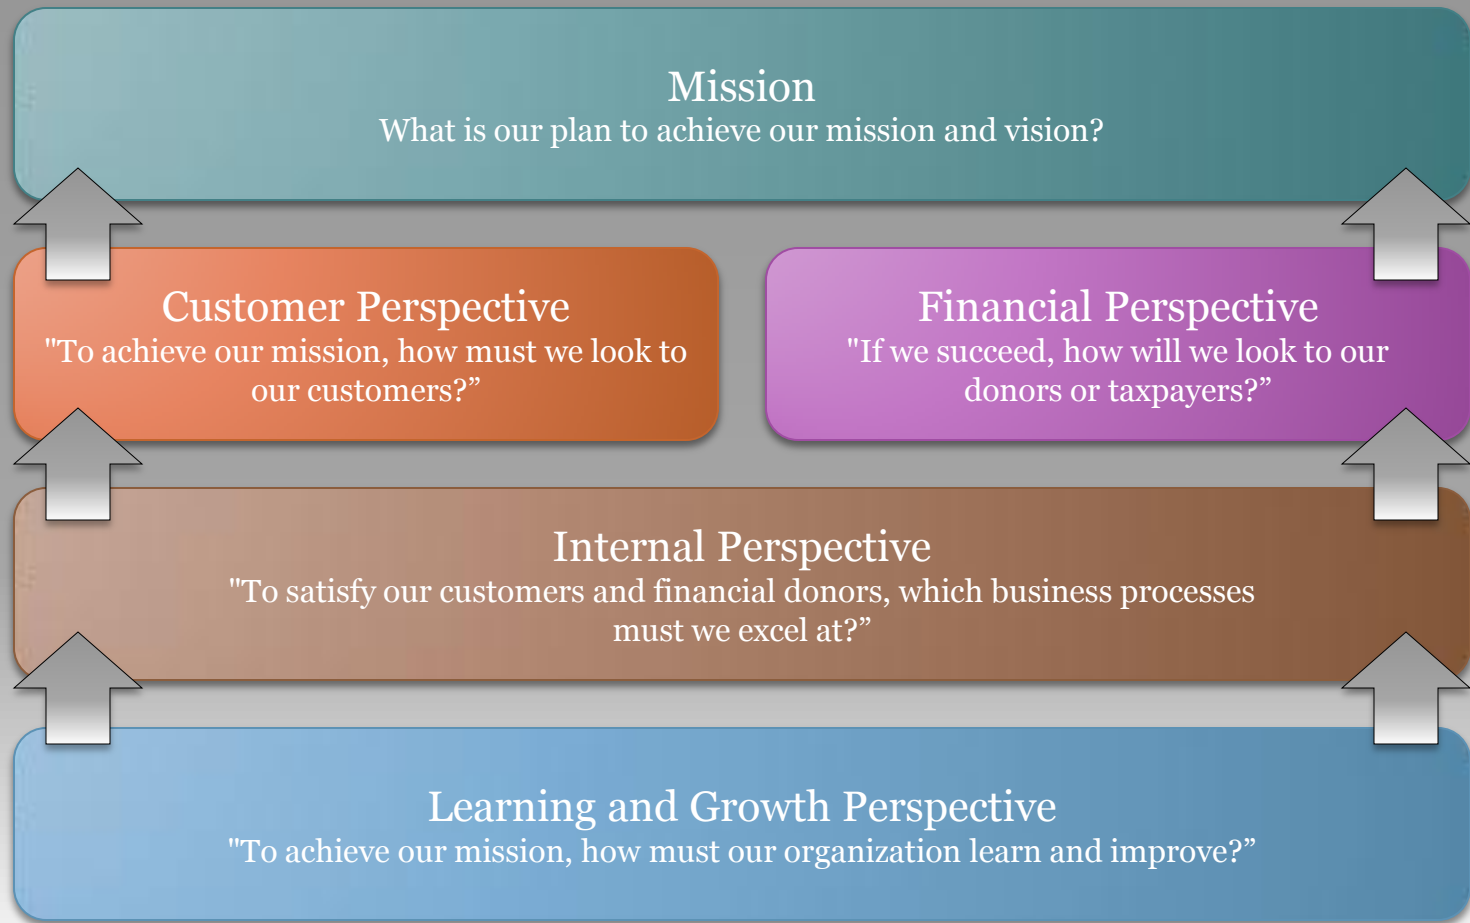 Mission
What is our plan to achieve our mission and vision?
Customer Perspective
"To achieve our mission, how must we look to
our customers?”
Financial Perspective
"If we succeed, how will we look to our
donors or taxpayers?”
Internal Perspective
"To satisfy our customers and financial donors, which business processes
must we excel at?”
Learning and Growth Perspective
"To achieve our mission, how must our organization learn and improve?”